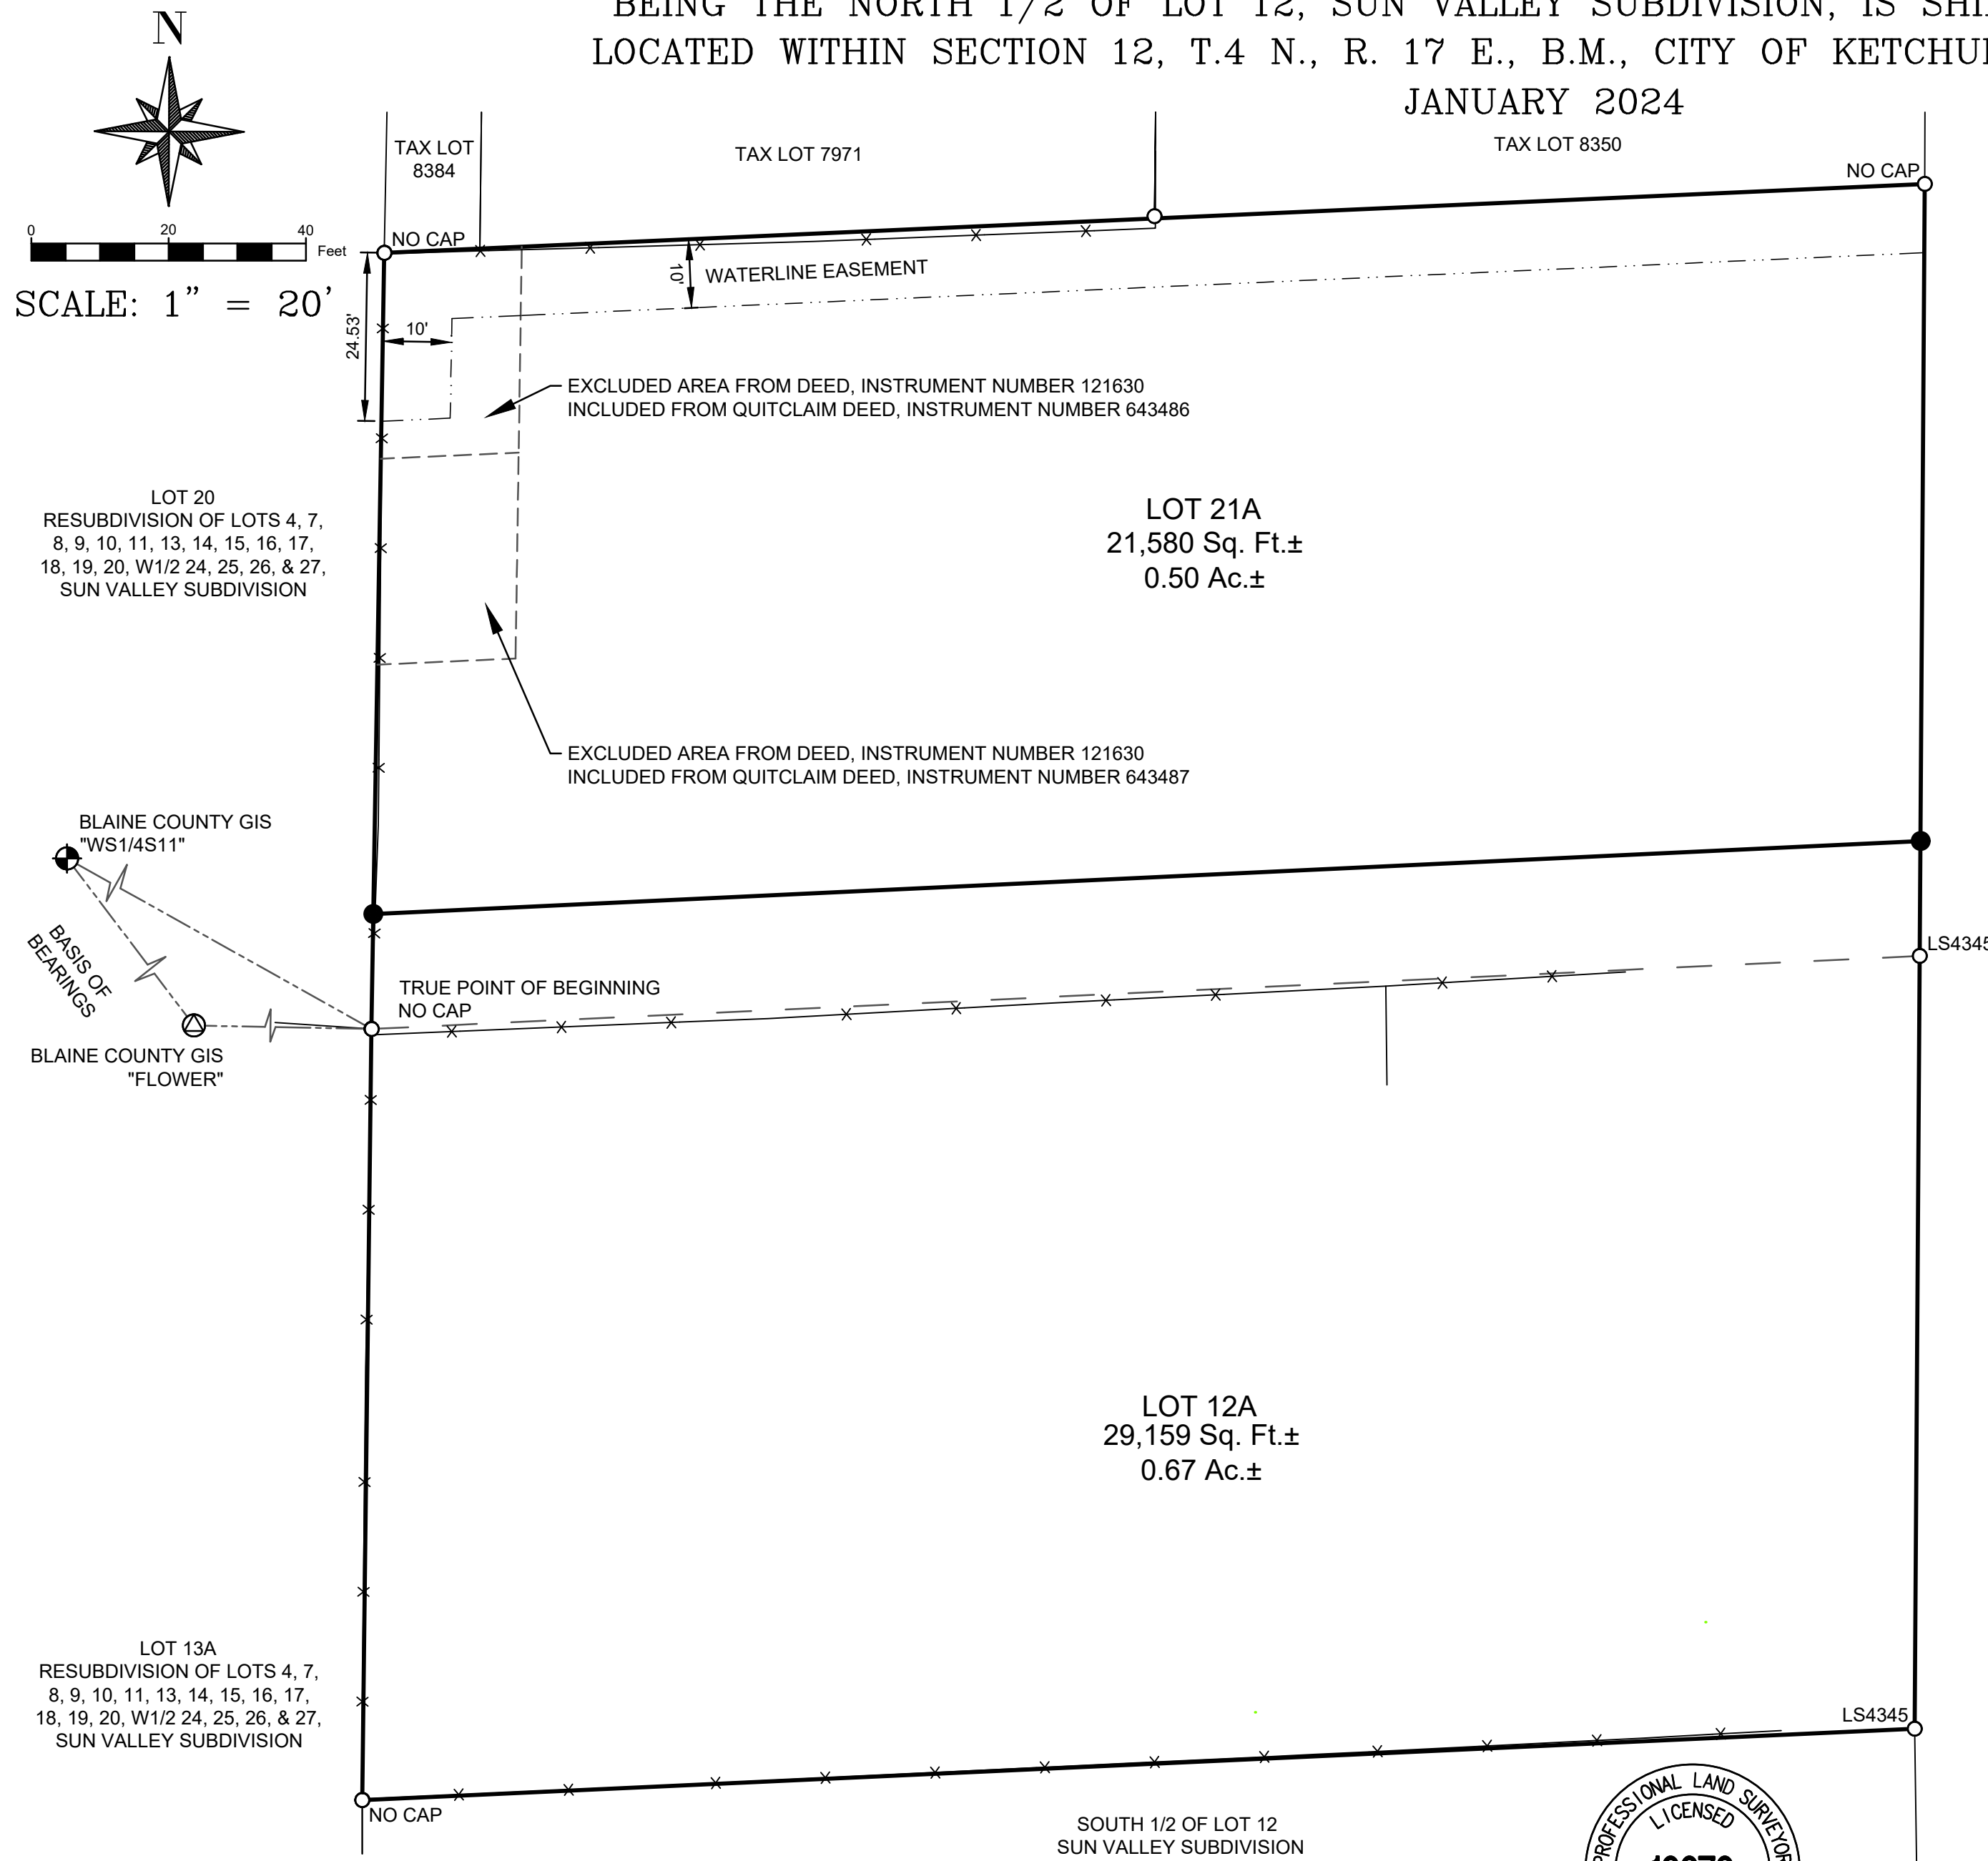 BEING THE NORTH 1/2 OF LOT 12, SUN VALLEY SUBDIVISION, IS
LOCATED WITHIN SECTION 12, T.4 N., R. 17 E., B.M., CITY OF
JANUARY 2024
N
0 20 40
Feet
SCALE: 1" = 20'
TAX LOT
8384
TAX LOT 7971
TAX LOT 8350
NO CAP
NO CAP
10'
WATERLINE EASEMENT
24.53'
10'
EXCLUDED AREA FROM DEED, INSTRUMENT NUMBER 121630
INCLUDED FROM QUITCLAIM DEED, INSTRUMENT NUMBER 643486
LOT 20
RESUBDIVISION OF LOTS 4, 7,
8, 9, 10, 11, 13, 14, 15, 16, 17,
18, 19, 20, W1/2 24, 25, 26, & 27,
SUN VALLEY SUBDIVISION
LOT 21A
21,580 Sq. Ft.±
0.50 Ac.±
EXCLUDED AREA FROM DEED, INSTRUMENT NUMBER 121630
INCLUDED FROM QUITCLAIM DEED, INSTRUMENT NUMBER 643487
BLAINE COUNTY GIS
"WS1/4S11"
BASIS OF
BEARINGS
LS4345
TRUE POINT OF BEGINNING
NO CAP
BLAINE COUNTY GIS
"FLOWER"
LOT 12A
29,159 Sq. Ft.±
0.67 Ac.±
LOT 13A
RESUBDIVISION OF LOTS 4, 7,
8, 9, 10, 11, 13, 14, 15, 16, 17,
18, 19, 20, W1/2 24, 25, 26, & 27,
SUN VALLEY SUBDIVISION
LS4345
NO CAP
SOUTH 1/2 OF LOT 12
SUN VALLEY SUBDIVISION
PROFESSIONAL LAND SURVEYOR
LICENSED